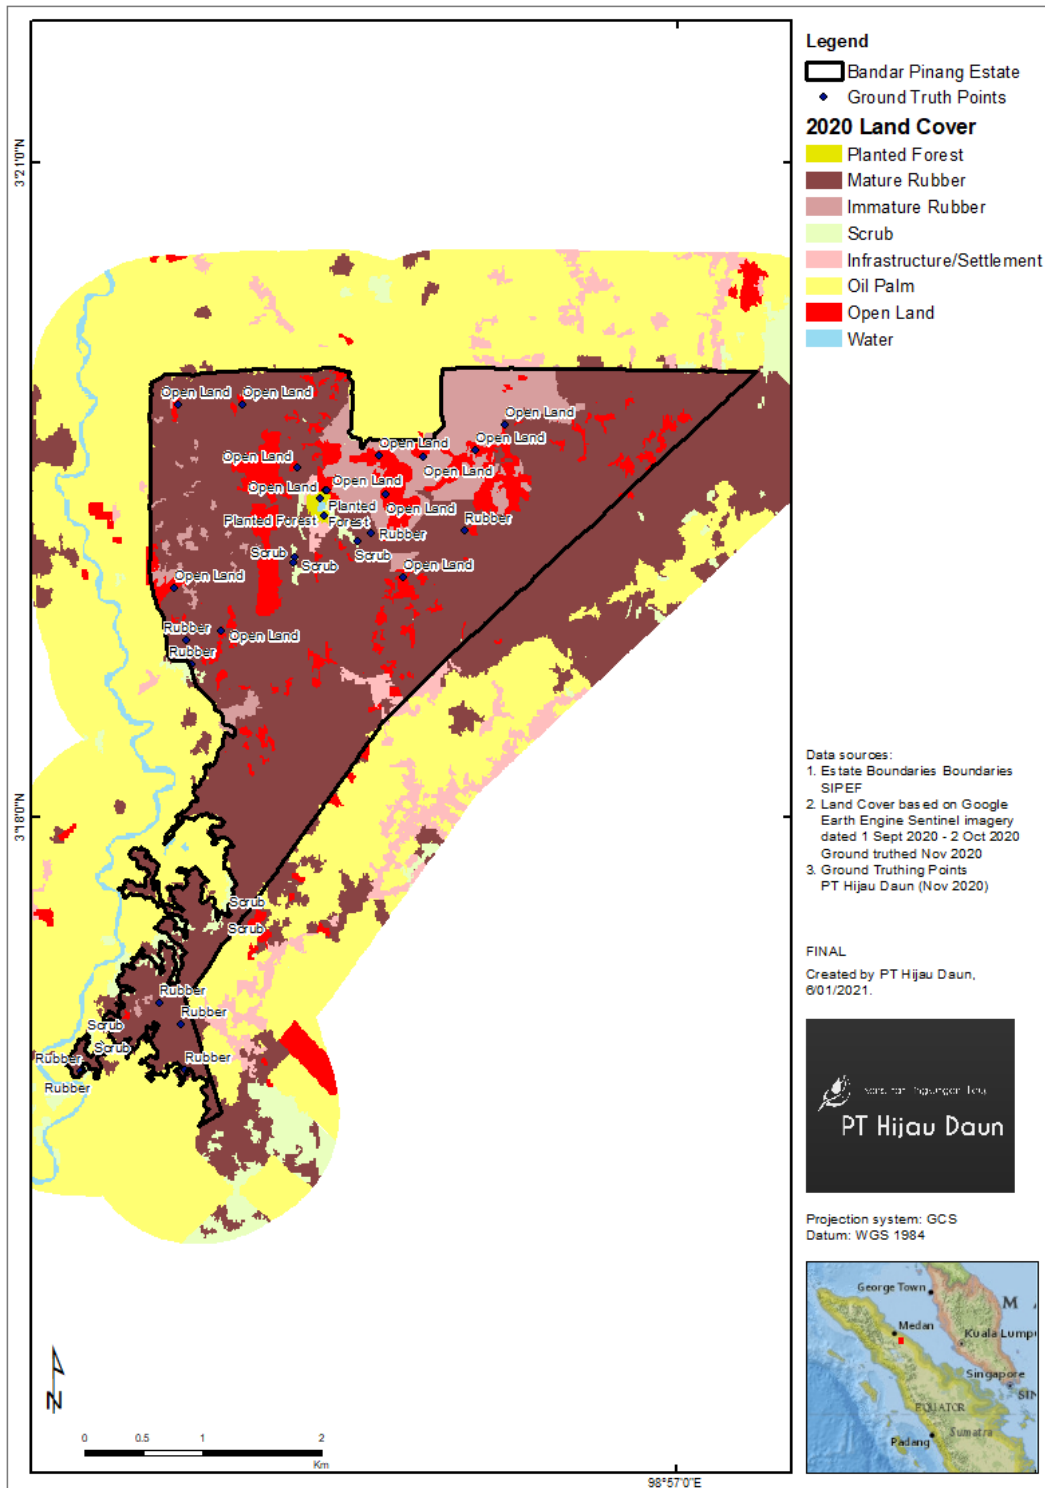 Legend
Bandar Pinang Estate
Ground Truth Points
2020 Land Cover
Planted Forest
Mature Rubber
Immature Rubber
Scrub
Infrastructure/Settlement
Oil Palm
Open Land
Water
3°21'0"N
3°18'0"N
98°57'0"E
Open Land
Open Land
Open Land
Open Land
Open Land
Open Land
Open Land
Open Land
Open Land
Planted
Open Land
Planted Forest
Forest
Rubber
Rubber
Scrub
Scrub
Scrub
Open Land
Open Land
Rubber
Open Land
Rubber
Scrub
Scrub
Rubber
Rubber
Scrub
Scrub
Rubber
Rubber
Rubber
Data sources:
1. Estate Boundaries Boundaries
SIPEF
2. Land Cover based on Google
Earth Engine Sentinel imagery
dated 1 Sept 2020 - 2 Oct 2020
Ground truthed Nov 2020
3. Ground Truthing Points
PT Hijau Daun (Nov 2020)
FINAL
Created by PT Hijau Daun,
6/01/2021.
PT Hijau Daun
Projection system: GCS
Datum: WGS 1984
George Town
M A
Medan
Kuala Lumpu
Singapore
SIN
EQUATOR
Sumatra
Padang
N
0 0.5 1 2
Km